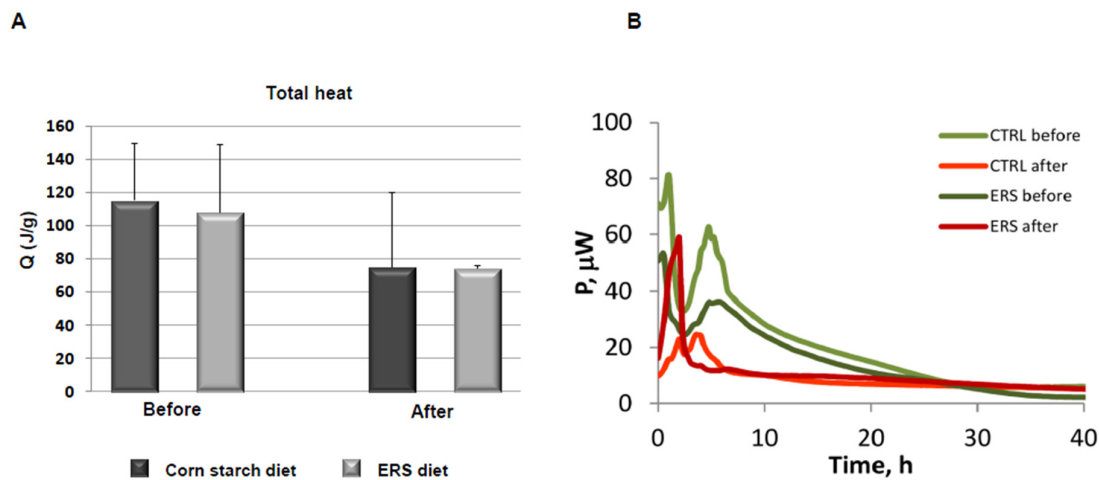 A
B
Total heat
Q (J/g)
160
140
120
100
80
60
40
20
0
Before
After
Corn starch diet
ERS diet
P, µW
100
80
60
40
20
0
CTRL before
CTRL after
ERS before
ERS after
0
10
20
30
40
Time, h